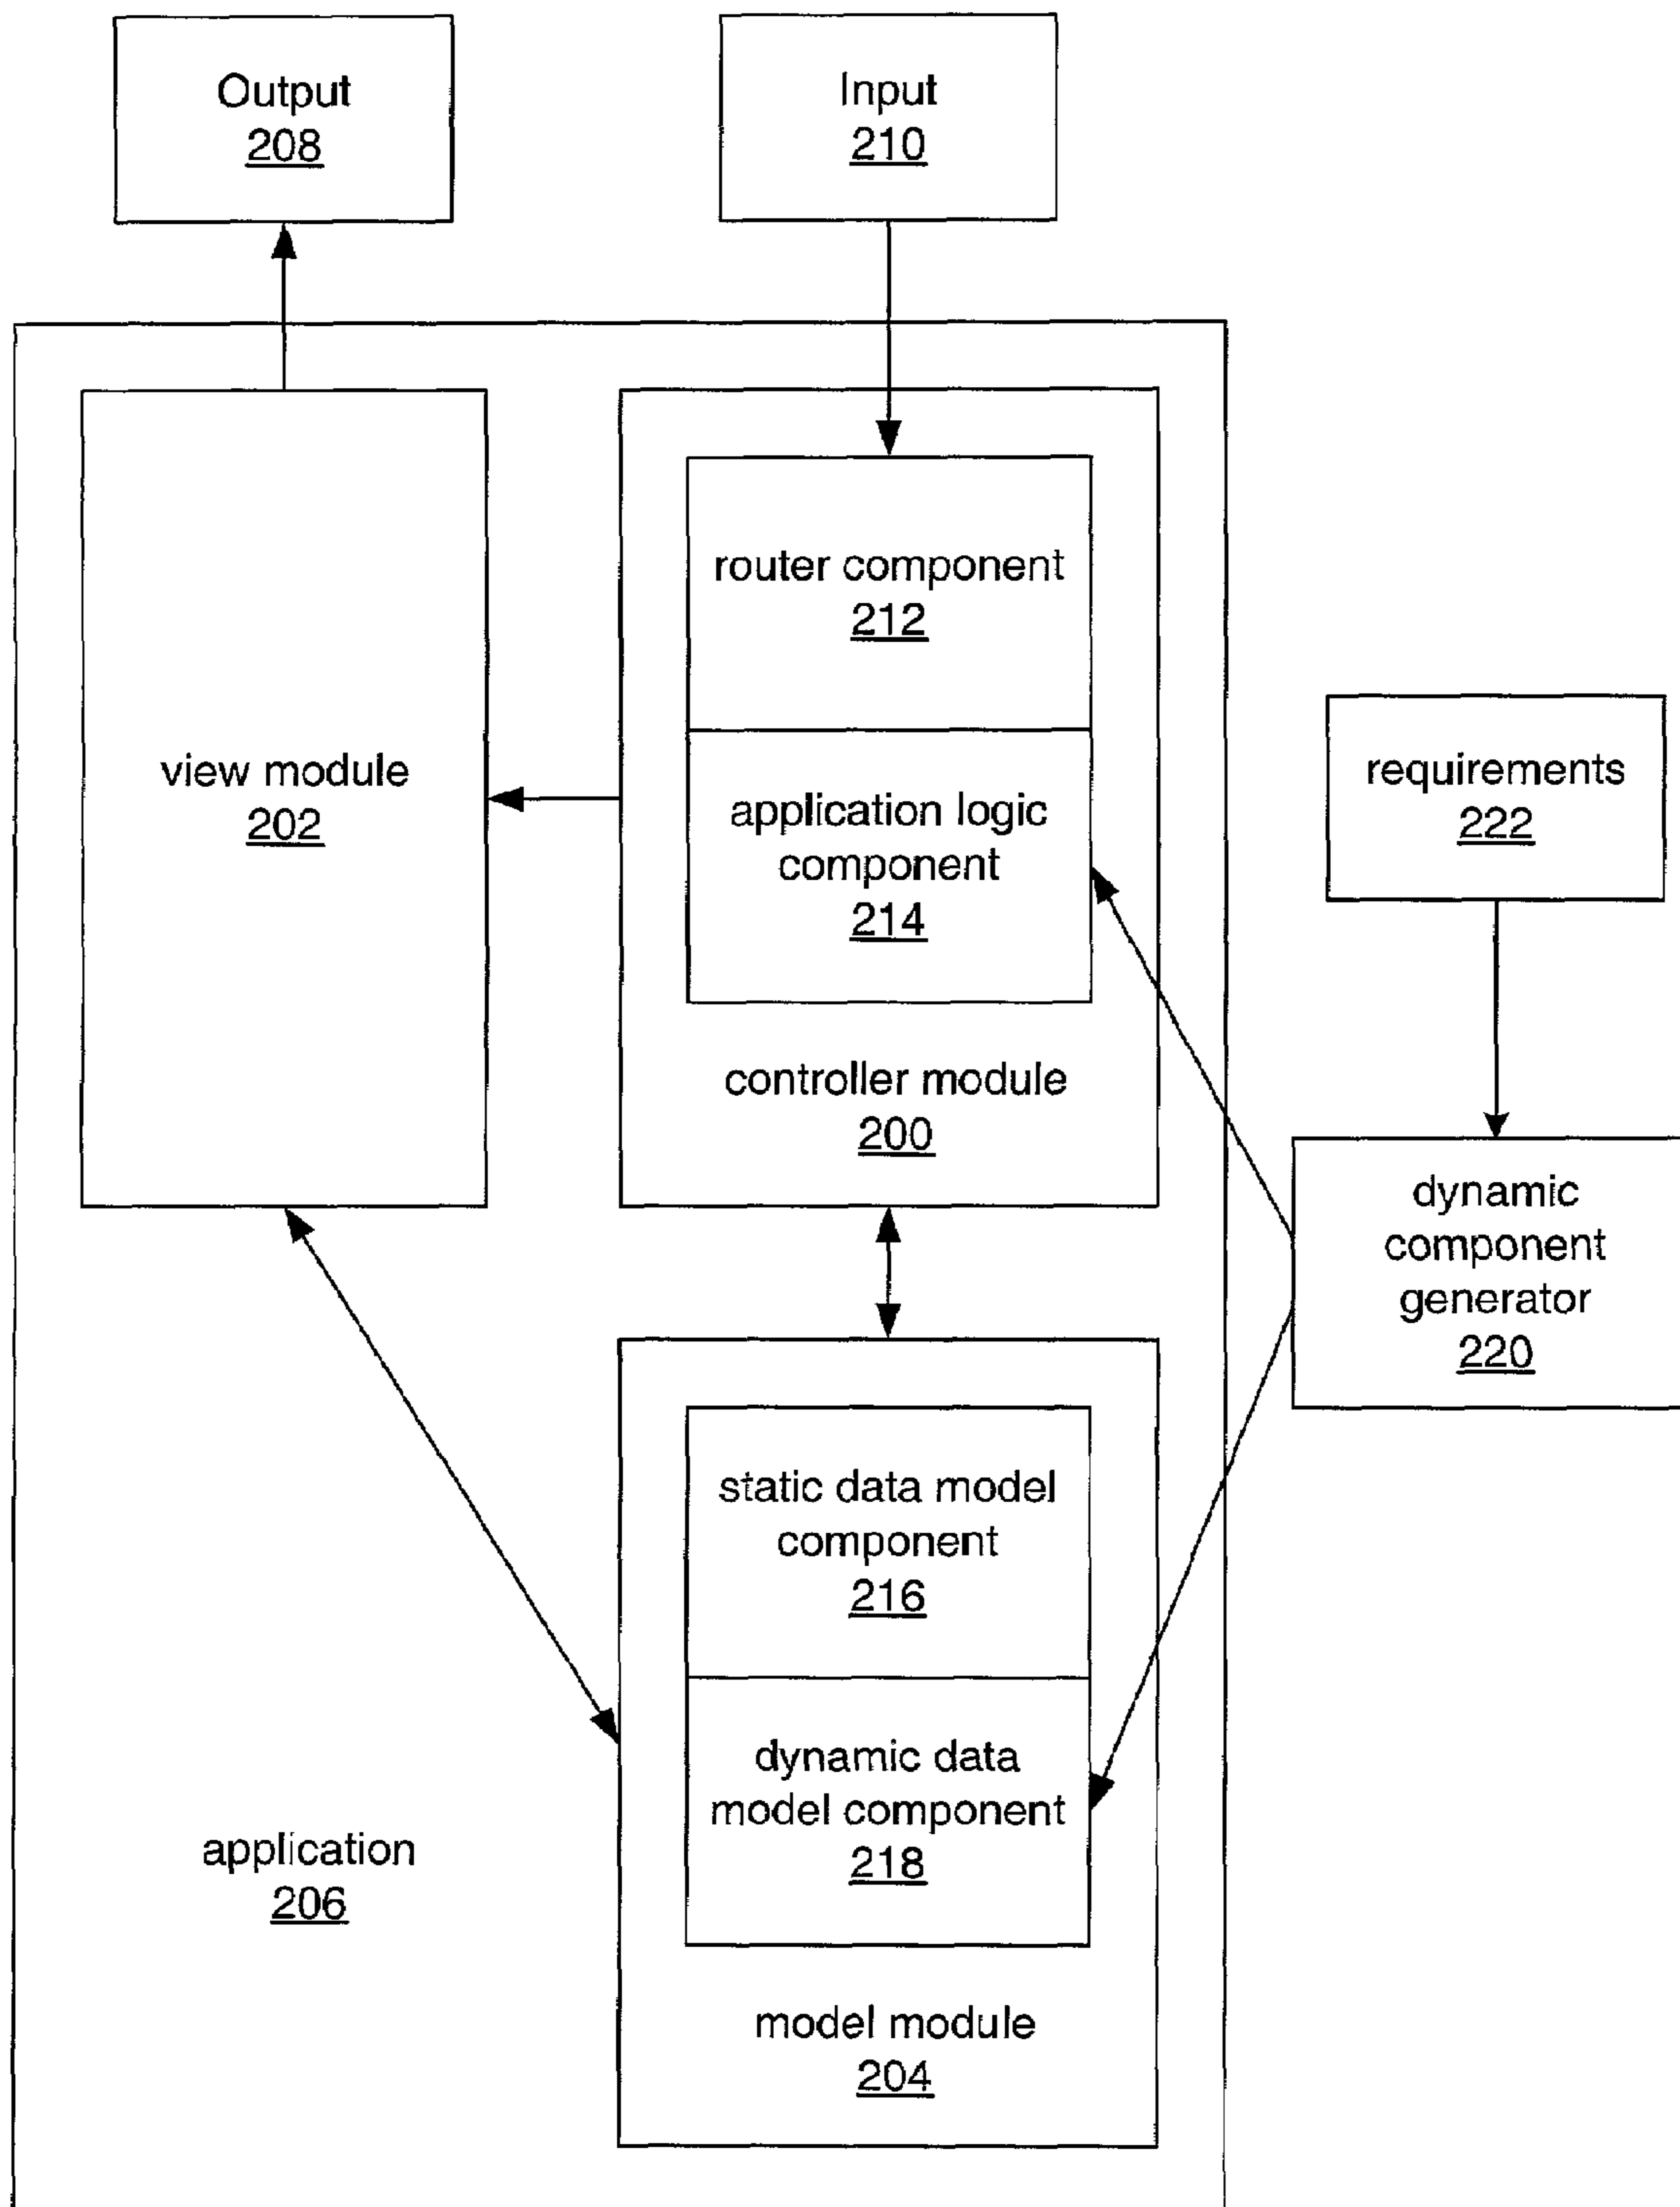 Output
208
Input
210
router component
212
view module
202
application logic
component
214
requirements
222
controller module
200
dynamic
component
generator
220
static data model
component
216
dynamic data
model component
218
application
206
model module
204